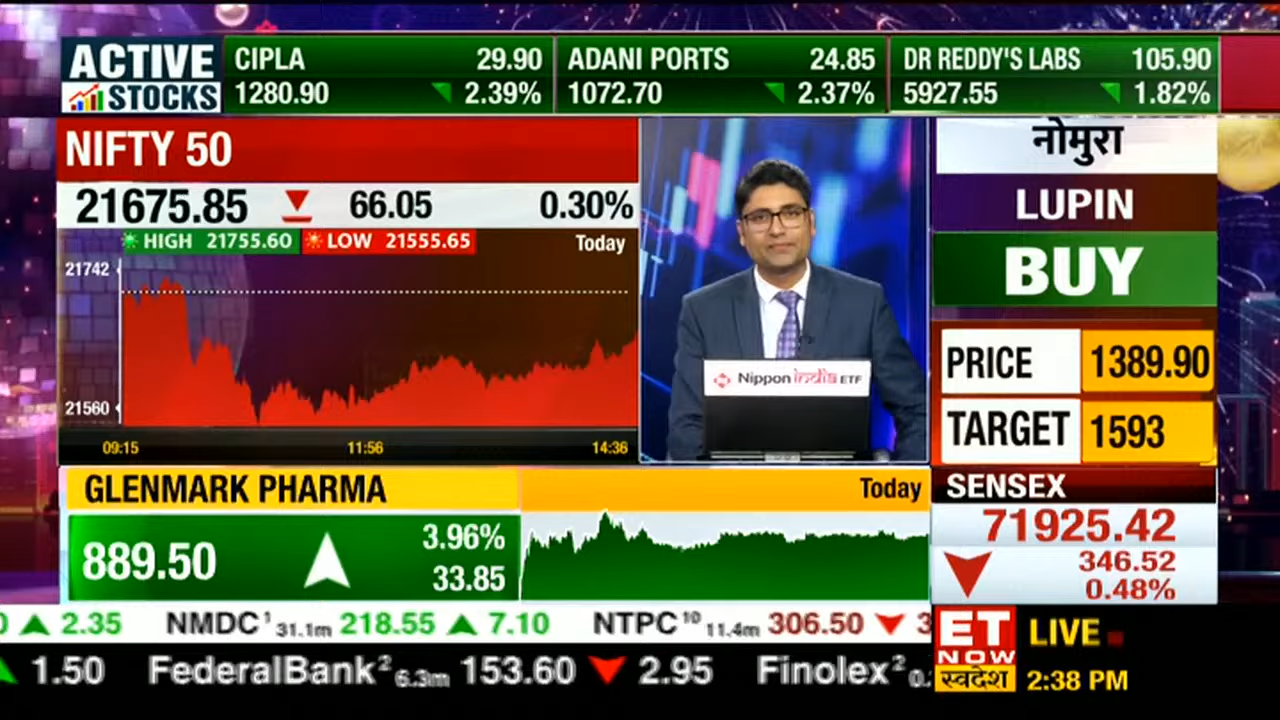 ACTIVE STOCKS
CIPLA 29.90
1280.90 2.39%
ADANI PORTS 24.85
1072.70 2.37%
DR REDDY'S LABS 105.90
5927.55 1.82%
NIFTY 50
21675.85 66.05 0.30%
HIGH 21755.60 LOW 21555.65 Today
21742
21560
09:15 11:56 14:36
Nippon india ETF
नोमुरा
LUPIN
BUY
PRICE 1389.90
TARGET 1593
GLENMARK PHARMA Today
889.50 3.96%
33.85
SENSEX
71925.42
346.52
0.48%
2.35 NMDC 1 31.1m 218.55 7.10 NTPC 10 11.4m 306.50
1.50 FederalBank 2 6.3m 153.60 2.95 Finolex 2
ET NOW स्वदेश
LIVE
2:38 PM